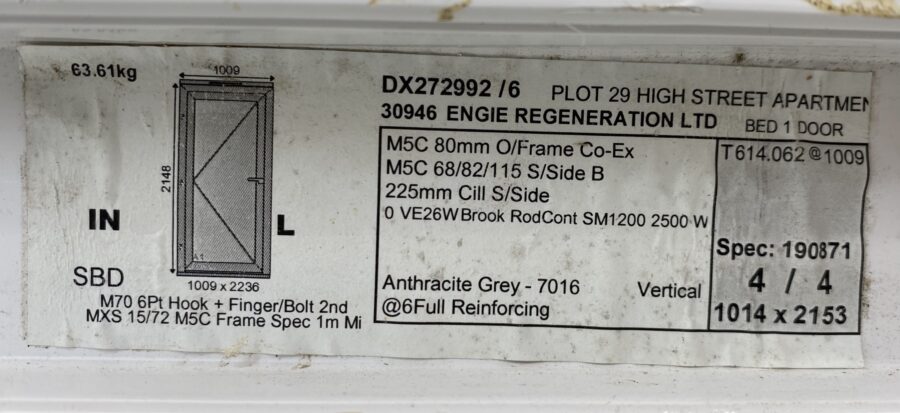 63.61kg
1009
2148
A1
1009 x 2236
IN
L
SBD
M70 6Pt Hook + Finger/Bolt 2nd
MXS 15/72 M5C Frame Spec 1m Mi
DX272992 /6 PLOT 29 HIGH STREET APARTMEN
30946 ENGIE REGENERATION LTD BED 1 DOOR
M5C 80mm O/Frame Co-Ex
M5C 68/82/115 S/Side B
225mm Cill S/Side
0 VE26W Brook RodCont SM1200 2500 W
Anthracite Grey - 7016 Vertical
@6Full Reinforcing
T614.062@1009
Spec: 190871
4 / 4
1014 x 2153